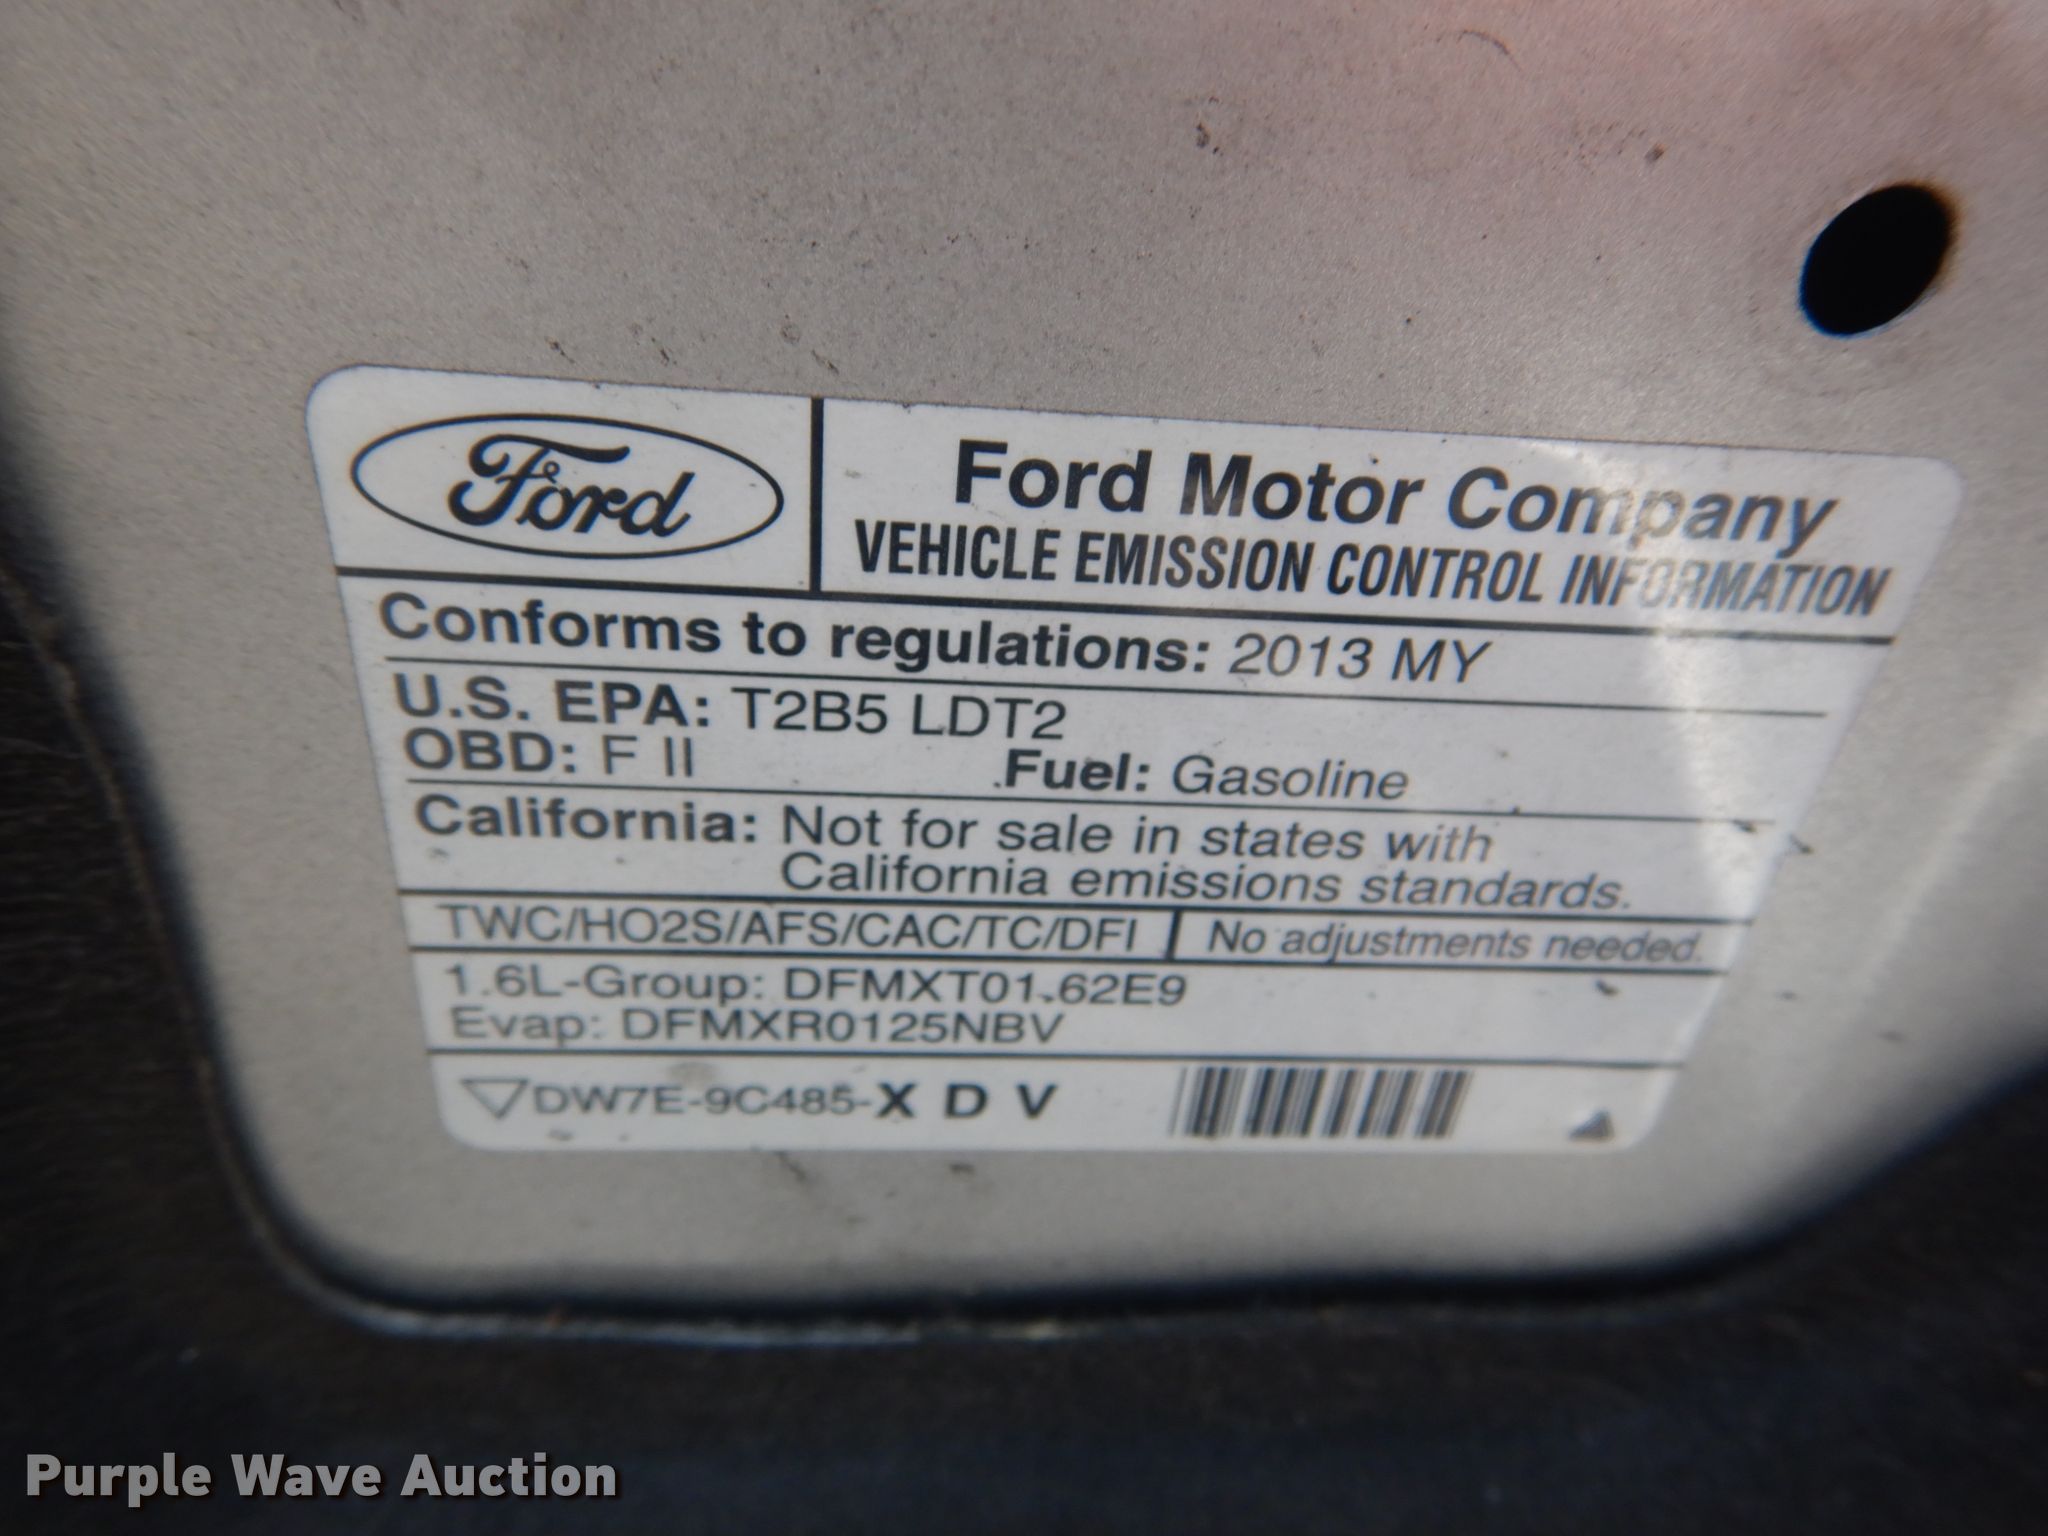 Ford
Ford Motor Company
VEHICLE EMISSION CONTROL INFORMATION
Conforms to regulations: 2013 MY
U.S. EPA: T2B5 LDT2
OBD: F II Fuel: Gasoline
California: Not for sale in states with
California emissions standards.
TWC/HO2S/AFS/CAC/TC/DFI No adjustments needed.
1.6L-Group: DFMXT01.62E9
Evap: DFMXR0125NBV
DW7E-9C485-X D V
Purple Wave Auction